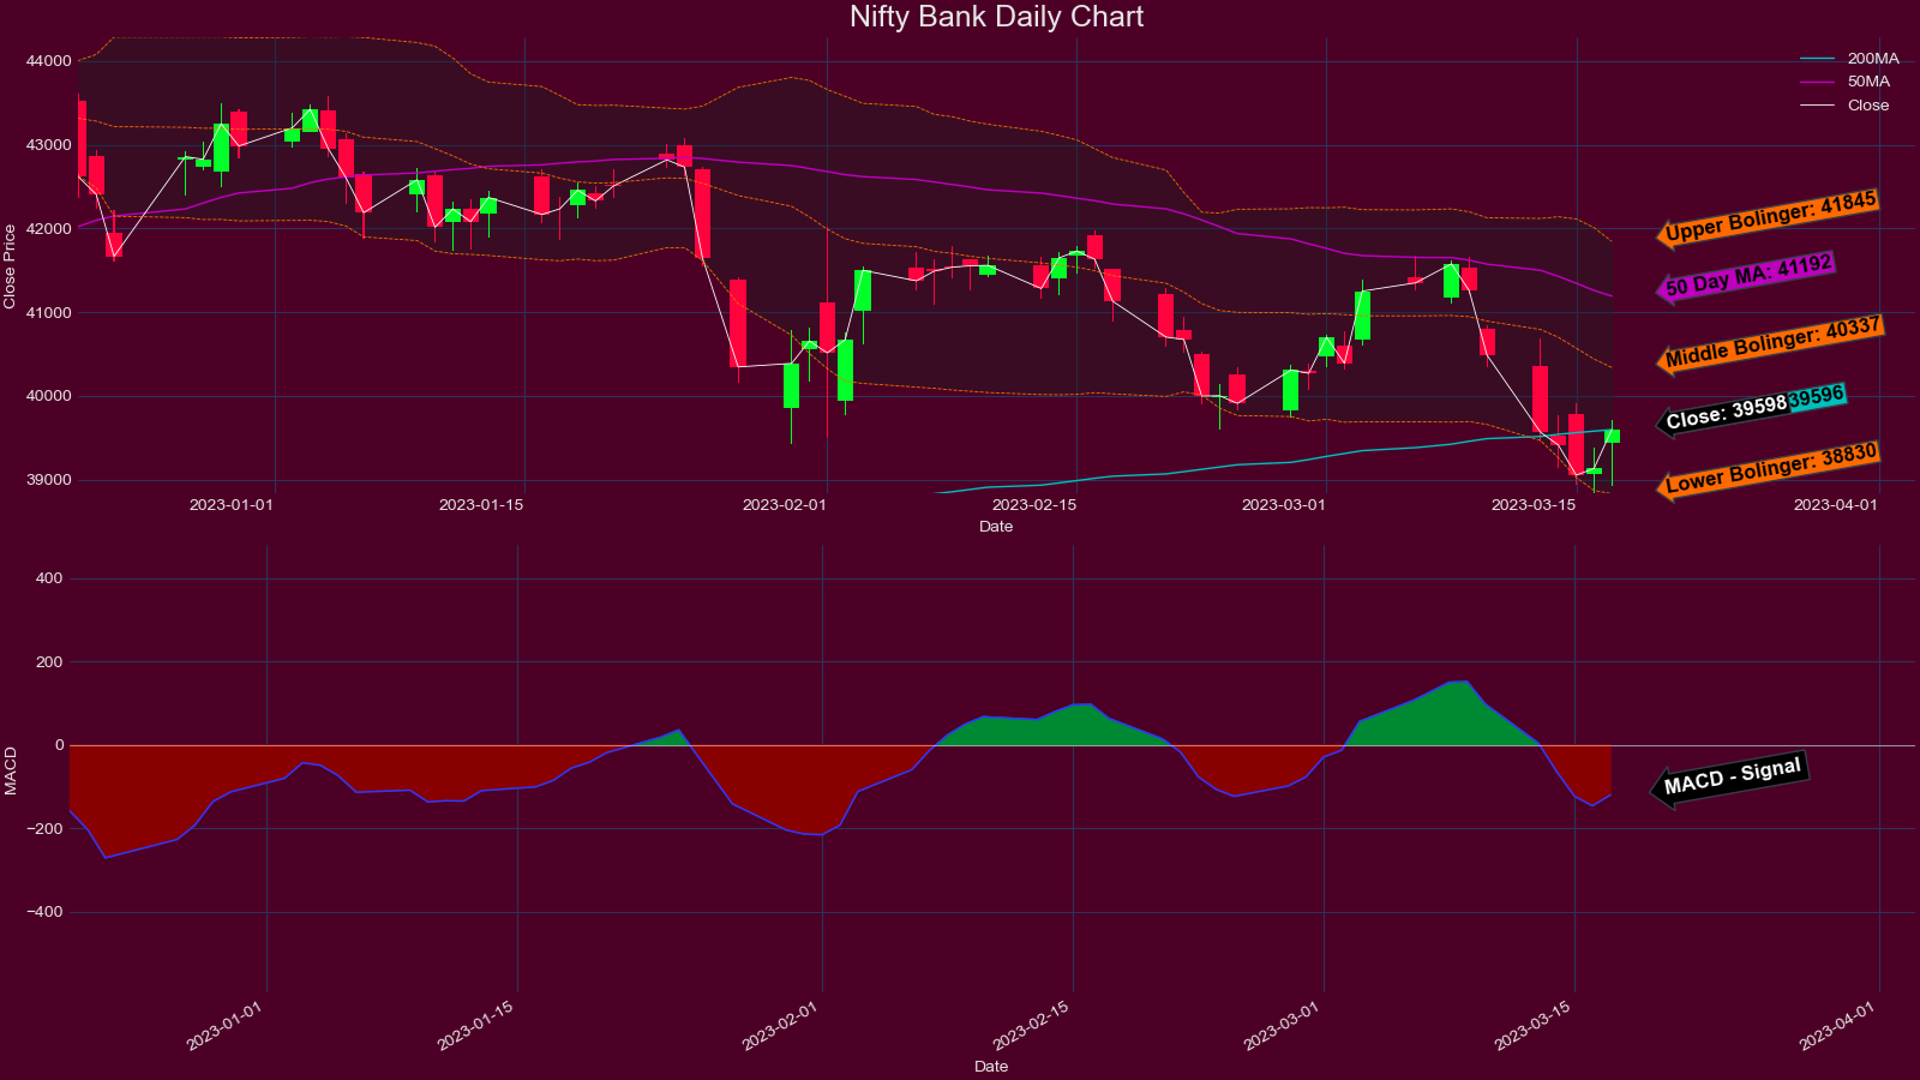 Nifty Bank Daily Chart
44000
43000
42000
41000
40000
39000
Close Price
200MA
50MA
Close
Upper Bolinger: 41845
50 Day MA: 41192
Middle Bolinger: 40337
Close: 39598
39596
Lower Bolinger: 38830
2023-01-01
2023-01-15
2023-02-01
2023-02-15
2023-03-01
2023-03-15
2023-04-01
Date
400
200
0
−200
−400
MACD
MACD - Signal
2023-01-01
2023-01-15
2023-02-01
2023-02-15
2023-03-01
2023-03-15
2023-04-01
Date